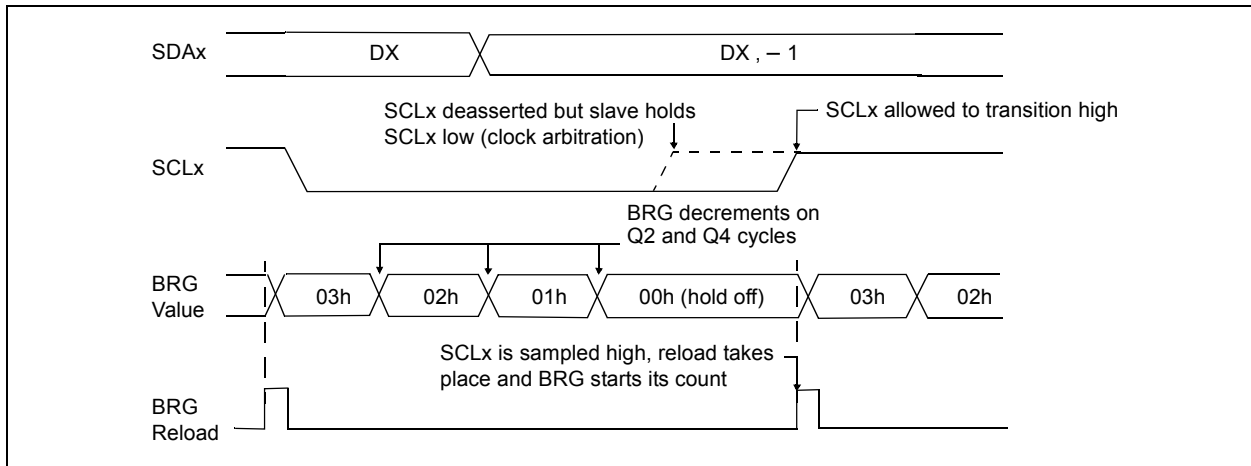 SDAx
DX
DX , – 1
SCLx deasserted but slave holds
SCLx low (clock arbitration)
SCLx allowed to transition high
SCLx
BRG decrements on
Q2 and Q4 cycles
BRG
Value
03h
02h
01h
00h (hold off)
03h
02h
SCLx is sampled high, reload takes
place and BRG starts its count
BRG
Reload